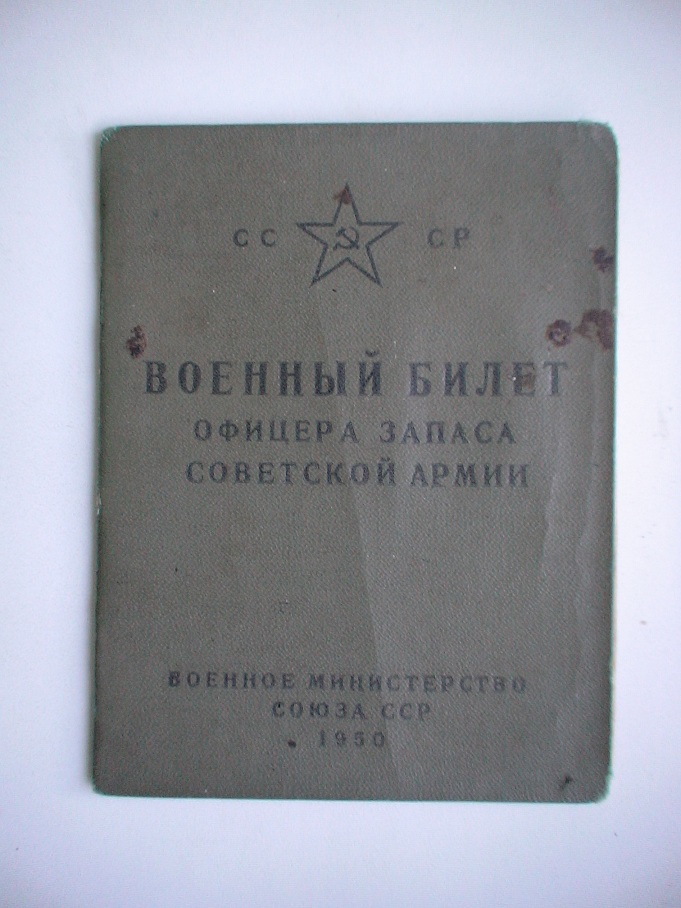 СС СР
ВОЕННЫЙ БИЛЕТ
ОФИЦЕРА ЗАПАСА
СОВЕТСКОЙ АРМИИ
ВОЕННОЕ МИНИСТЕРСТВО
СОЮЗА ССР
1950